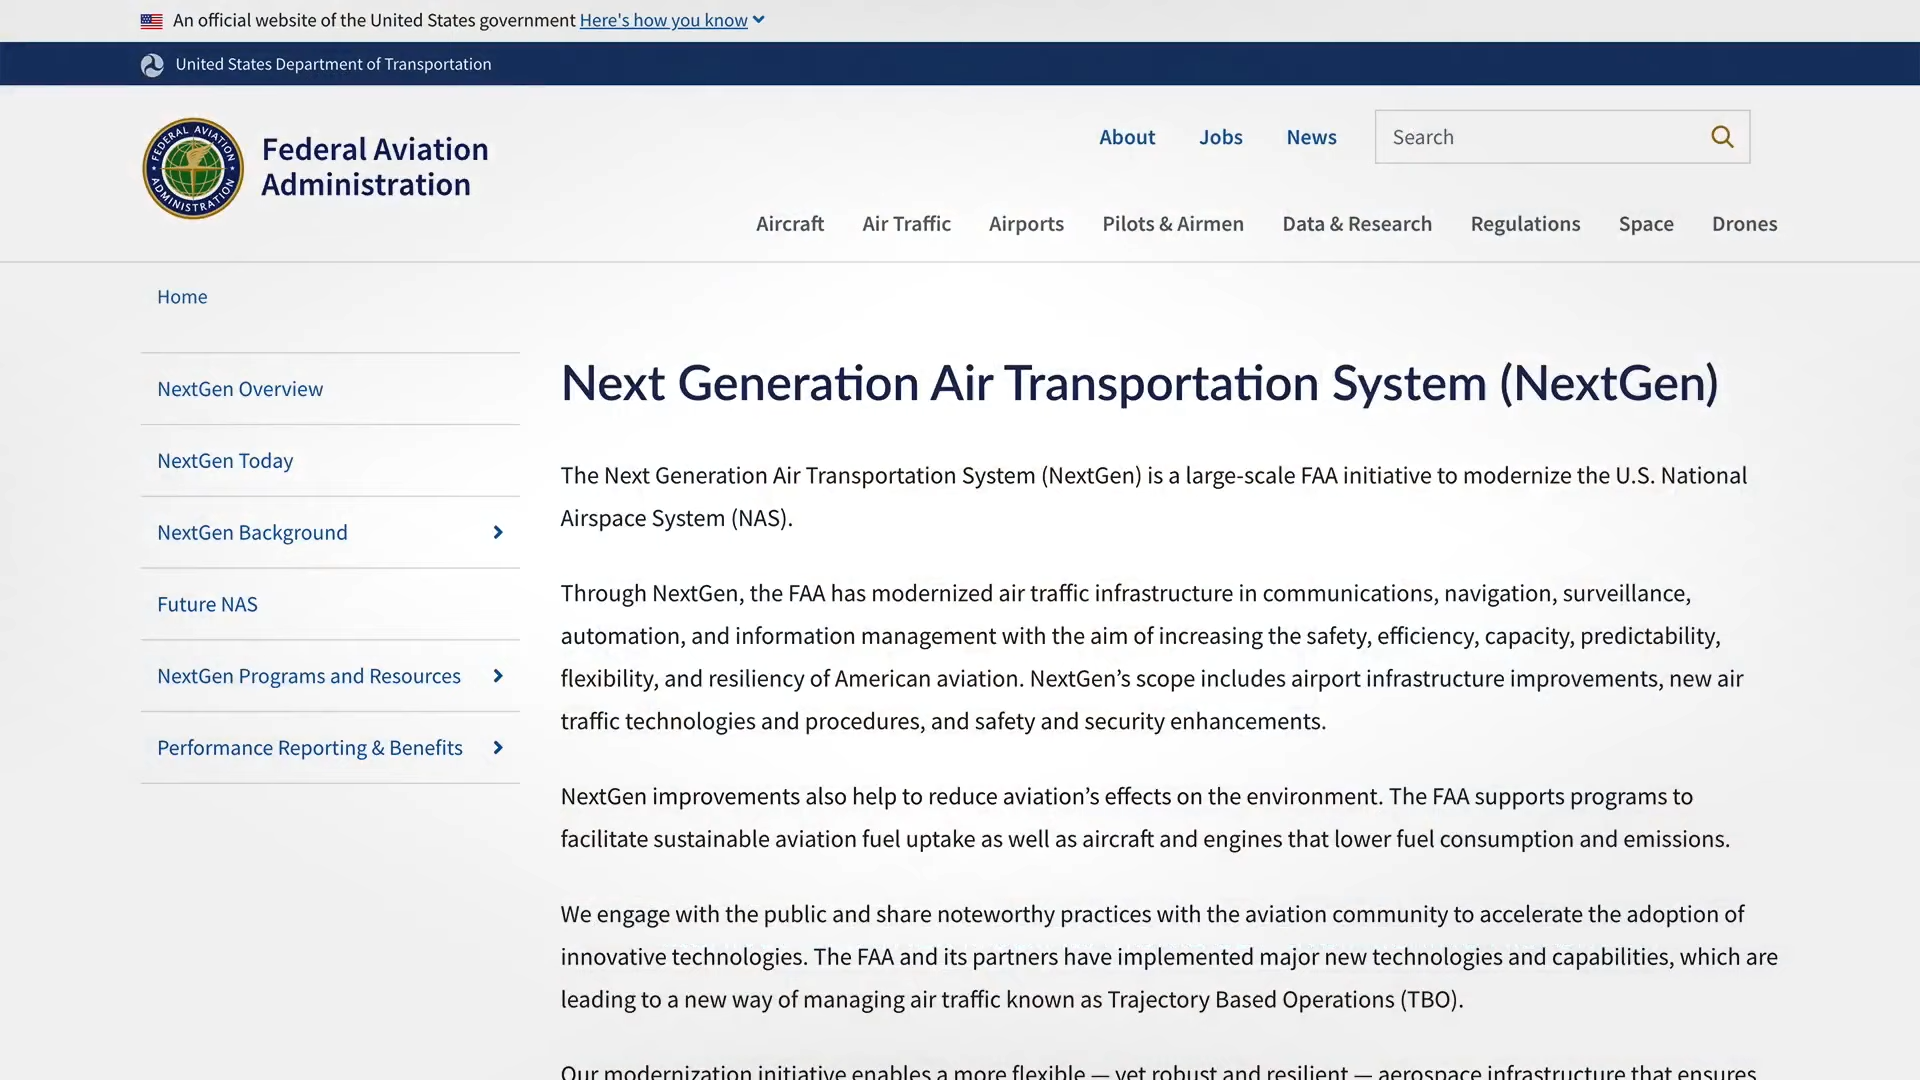 An official website of the United States government Here's how you know
United States Department of Transportation
FEDERAL AVIATION ADMINISTRATION
Federal Aviation
Administration
About Jobs News Search
Aircraft Air Traffic Airports Pilots & Airmen Data & Research Regulations Space Drones
Home
NextGen Overview
NextGen Today
NextGen Background
Future NAS
NextGen Programs and Resources
Performance Reporting & Benefits
Next Generation Air Transportation System (NextGen)
The Next Generation Air Transportation System (NextGen) is a large-scale FAA initiative to modernize the U.S. National
Airspace System (NAS).
Through NextGen, the FAA has modernized air traffic infrastructure in communications, navigation, surveillance,
automation, and information management with the aim of increasing the safety, efficiency, capacity, predictability,
flexibility, and resiliency of American aviation. NextGen’s scope includes airport infrastructure improvements, new air
traffic technologies and procedures, and safety and security enhancements.
NextGen improvements also help to reduce aviation’s effects on the environment. The FAA supports programs to
facilitate sustainable aviation fuel uptake as well as aircraft and engines that lower fuel consumption and emissions.
We engage with the public and share noteworthy practices with the aviation community to accelerate the adoption of
innovative technologies. The FAA and its partners have implemented major new technologies and capabilities, which are
leading to a new way of managing air traffic known as Trajectory Based Operations (TBO).
Our modernization initiative enables a more flexible — yet robust and resilient — aerospace infrastructure that ensures